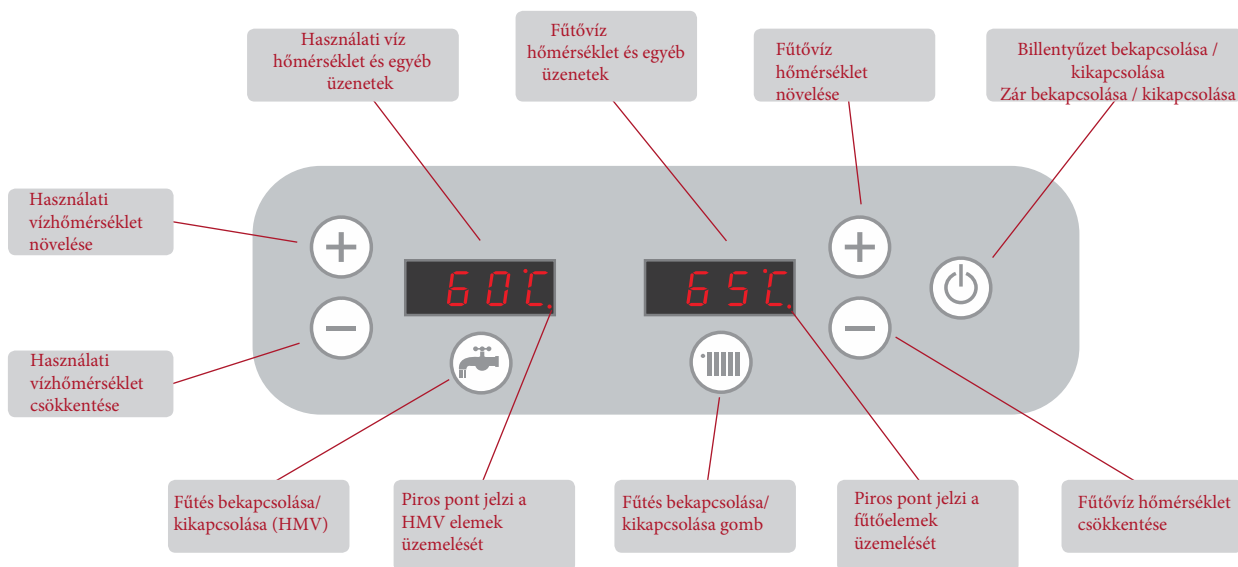 Használati víz
hőmérséklet és egyéb
üzenetek
Fűtővíz
hőmérséklet és egyéb
üzenetek
Fűtővíz
hőmérséklet
növelése
Billentyűzet bekapcsolása /
kikapcsolása
Zár bekapcsolása / kikapcsolása
Használati
vízhőmérséklet
növelése
60°C.
65°C.
Használati
vízhőmérséklet
csökkentése
Fűtés bekapcsolása/
kikapcsolása (HMV)
Piros pont jelzi a
HMV elemek
üzemelését
Fűtés bekapcsolása/
kikapcsolása gomb
Piros pont jelzi a
fűtőelemek
üzemelését
Fűtővíz hőmérséklet
csökkentése